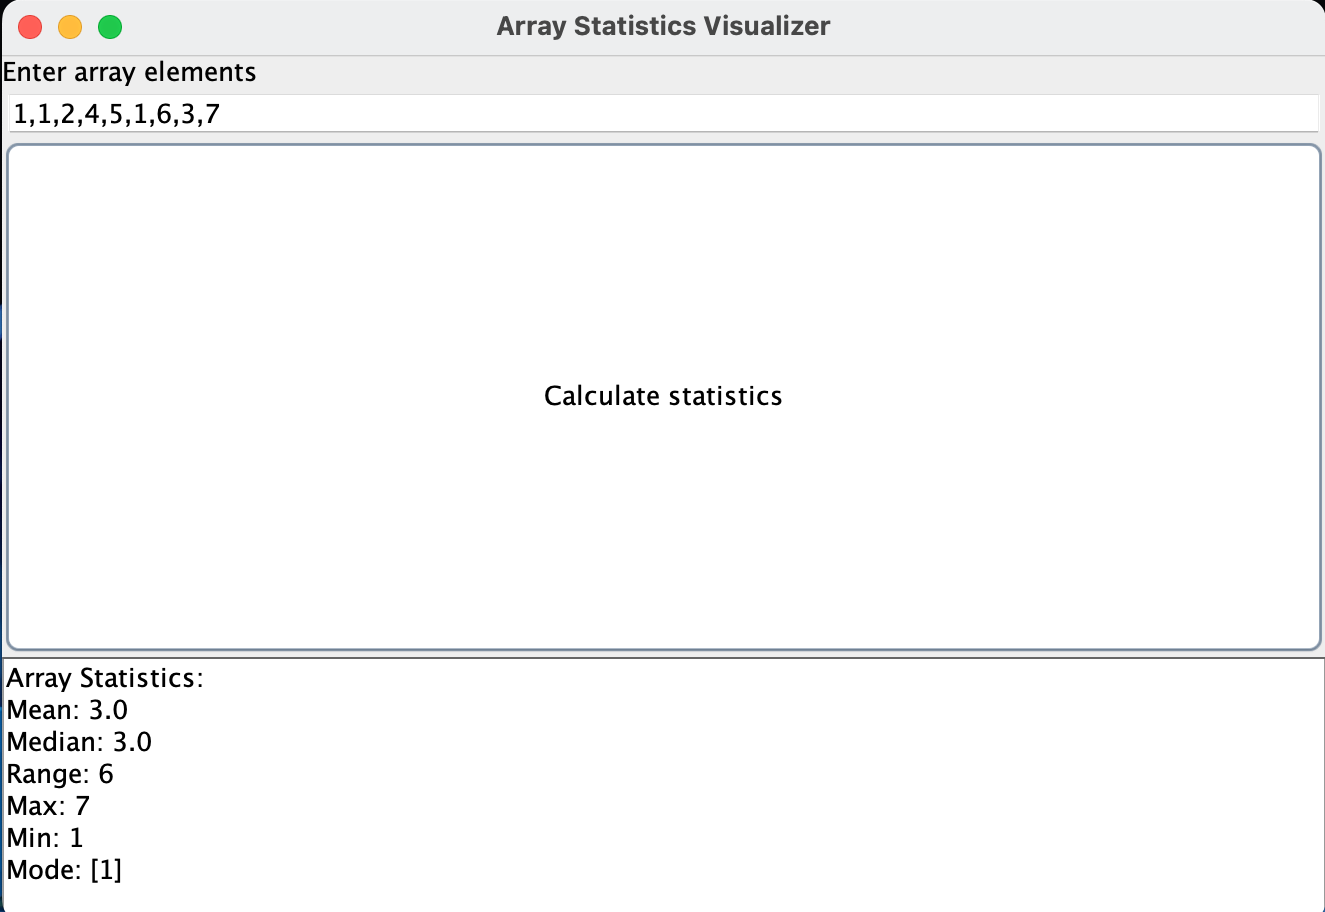 Array Statistics Visualizer
Enter array elements
1,1,2,4,5,1,6,3,7
Calculate statistics
Array Statistics:
Mean: 3.0
Median: 3.0
Range: 6
Max: 7
Min: 1
Mode: [1]